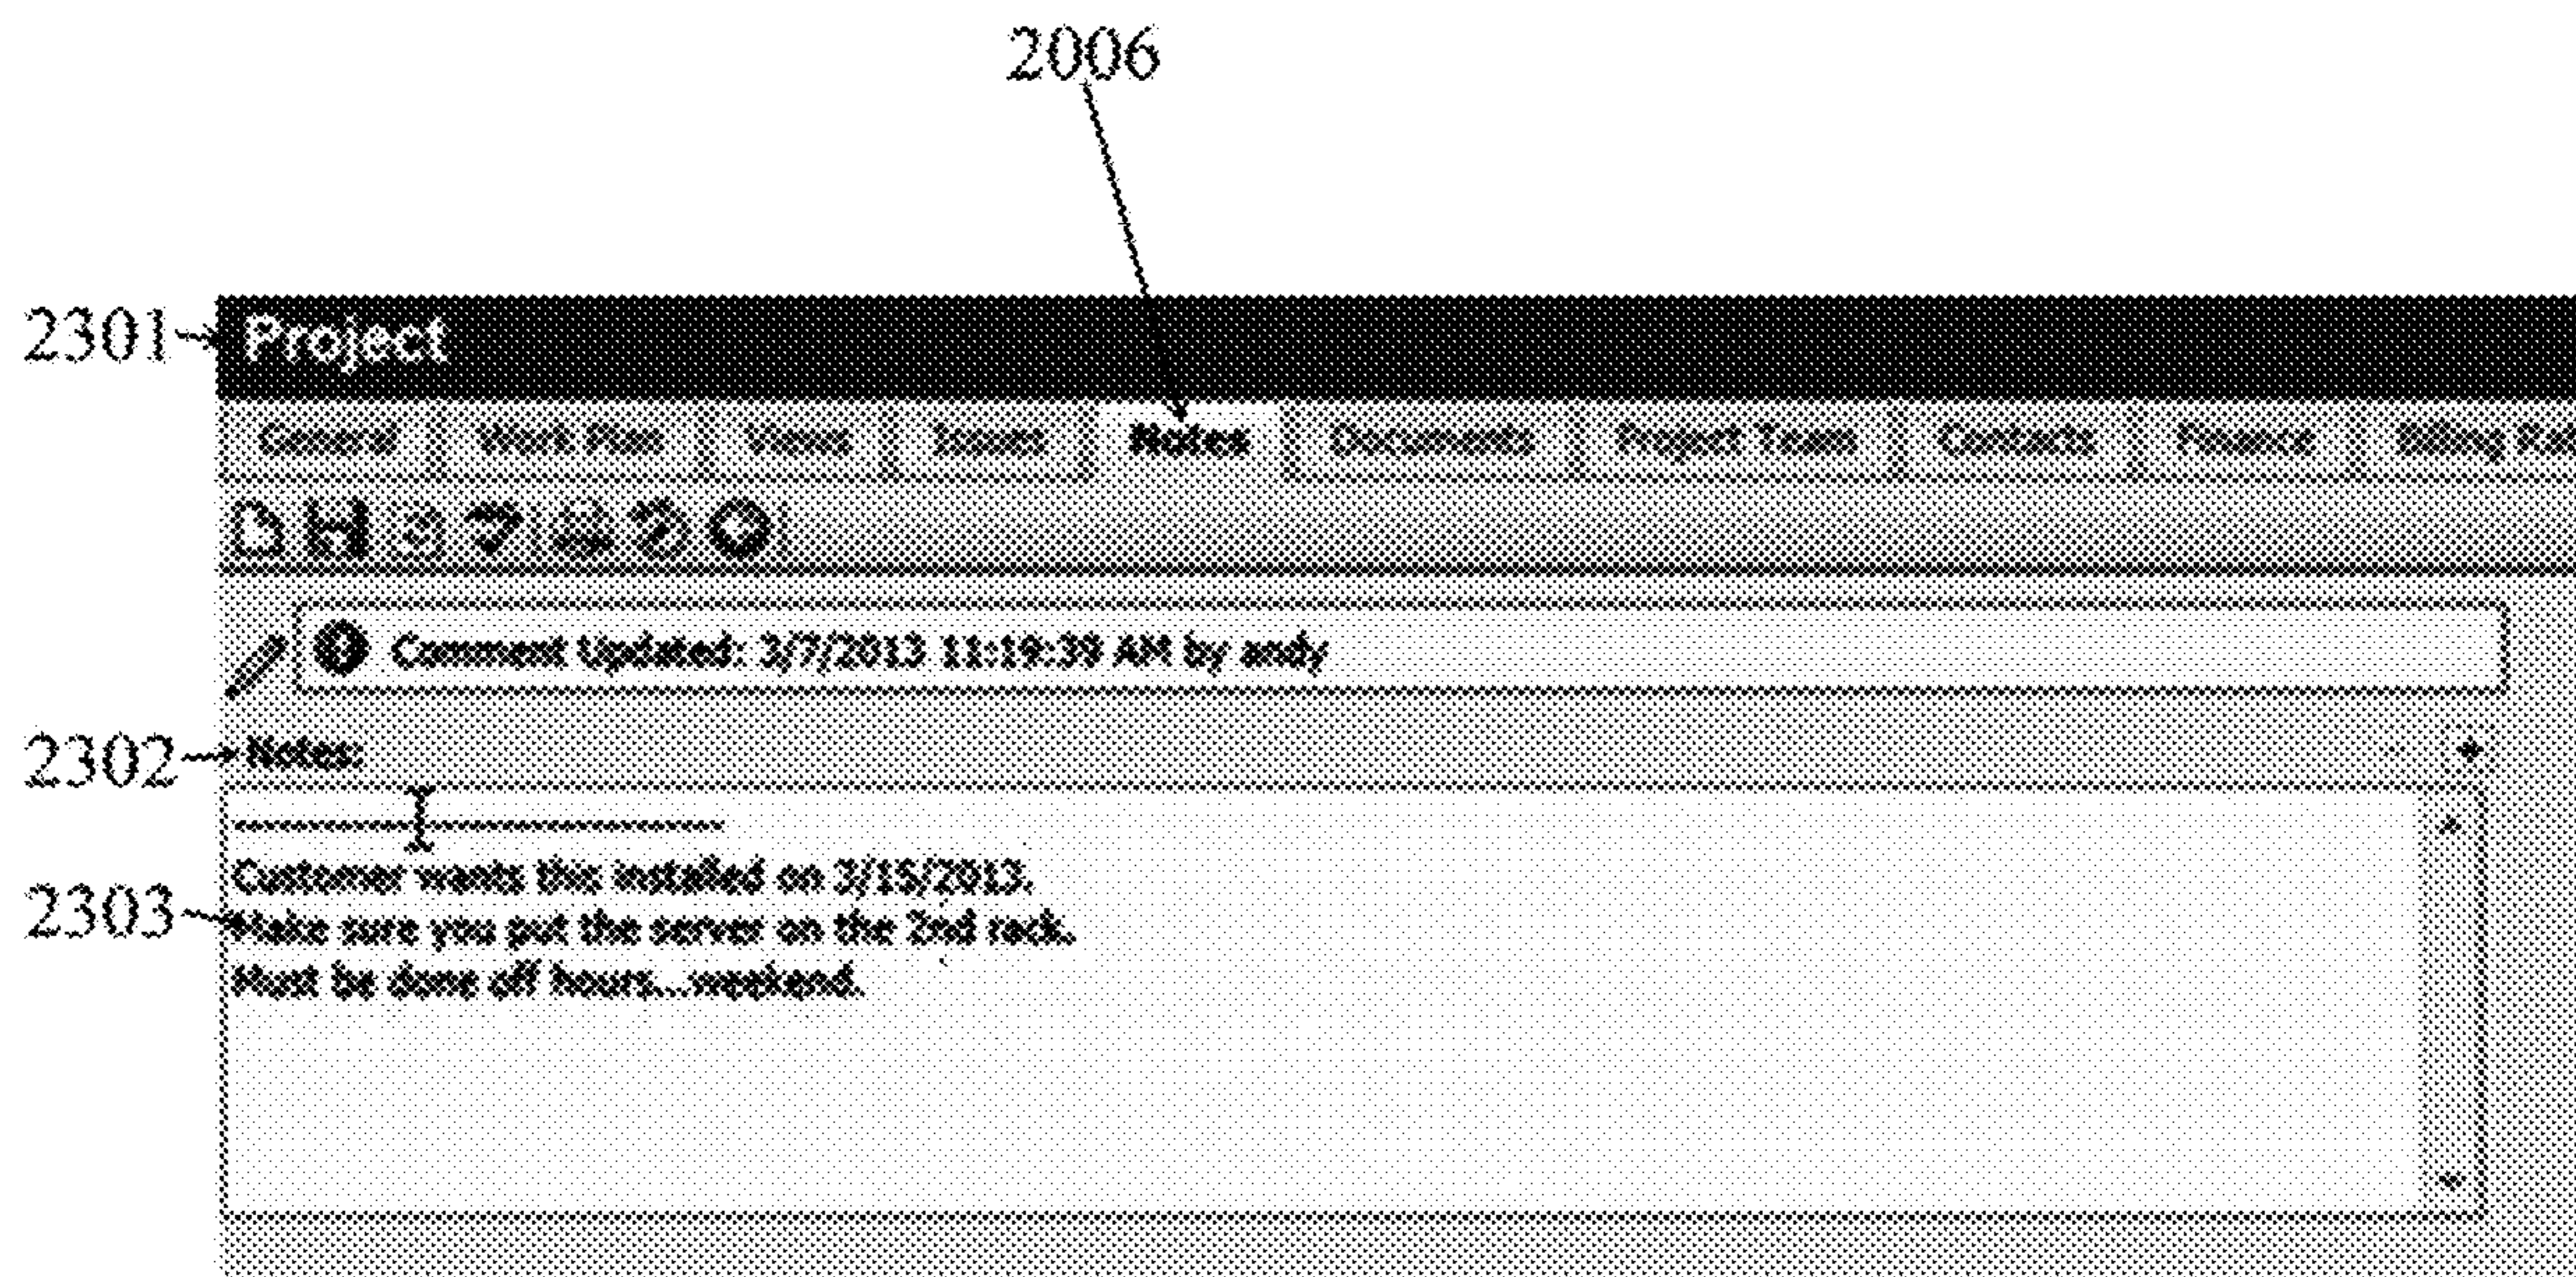 2006
2301 Project
General Work Plan Views Issues Notes Documents Project Team Contacts Finance Billing
Comment Updated: 3/7/2013 11:19:39 AM by andy
2302 Notes:
Customer wants this installed on 3/15/2013.
2303 Make sure you put the server on the 2nd rack.
Must be done off hours...weekend.